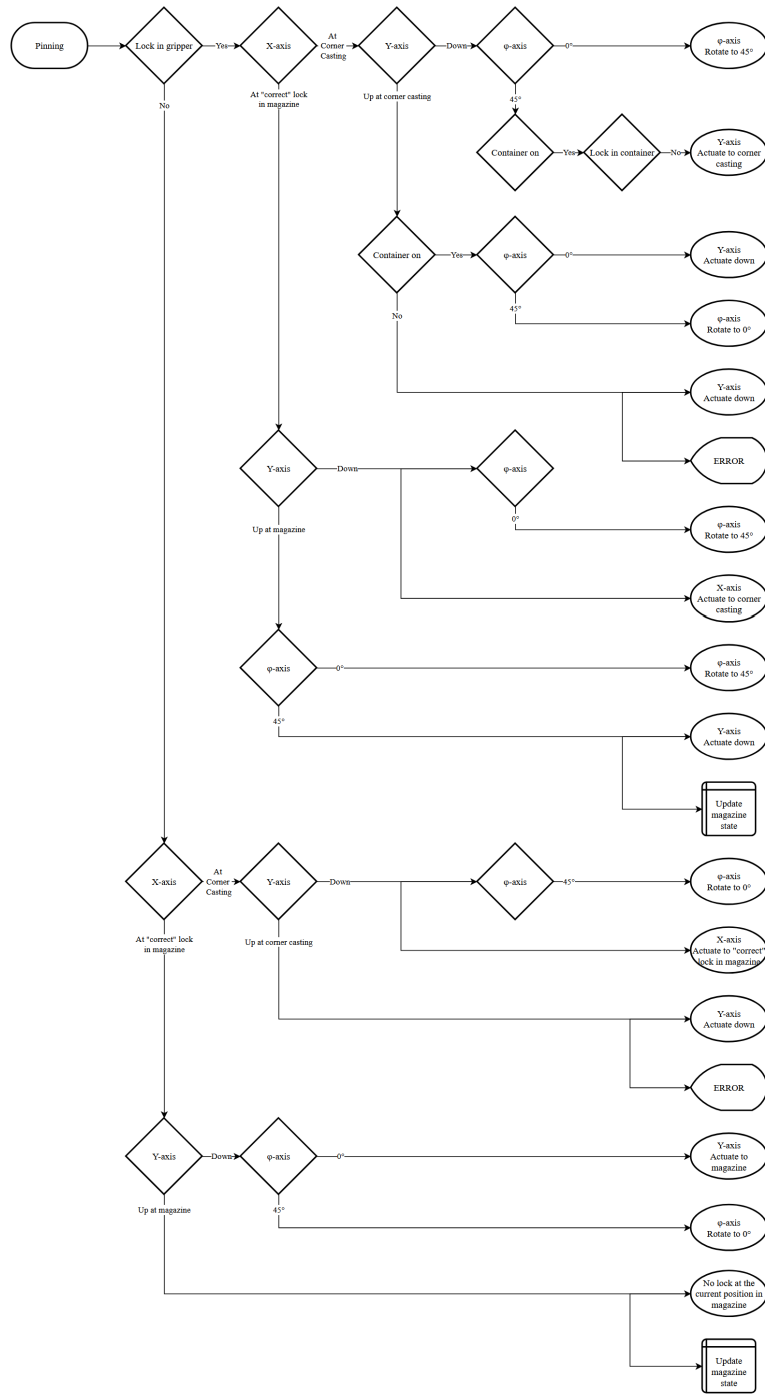 Pinning
Lock in gripper
Yes
X-axis
At
Corner
Casting
Y-axis
Down
φ-axis
0°
φ-axis
Rotate to 45°
No
At "correct" lock
in magazine
Up at corner casting
45°
Container on
Yes
Lock in container
No
Y-axis
Actuate to corner
casting
Container on
Yes
φ-axis
0°
Y-axis
Actuate down
No
45°
φ-axis
Rotate to 0°
Y-axis
Actuate down
ERROR
Y-axis
Down
φ-axis
Up at magazine
0°
φ-axis
Rotate to 45°
X-axis
Actuate to corner
casting
φ-axis
0°
φ-axis
Rotate to 45°
45°
Y-axis
Actuate down
Update
magazine
state
X-axis
At
Corner
Casting
Y-axis
Down
φ-axis
45°
φ-axis
Rotate to 0°
At "correct" lock
in magazine
Up at corner casting
X-axis
Actuate to "correct"
lock in magazine
Y-axis
Actuate down
ERROR
Y-axis
Down
φ-axis
0°
Y-axis
Actuate to
magazine
Up at magazine
45°
φ-axis
Rotate to 0°
No lock at the
current position in
magazine
Update
magazine
state